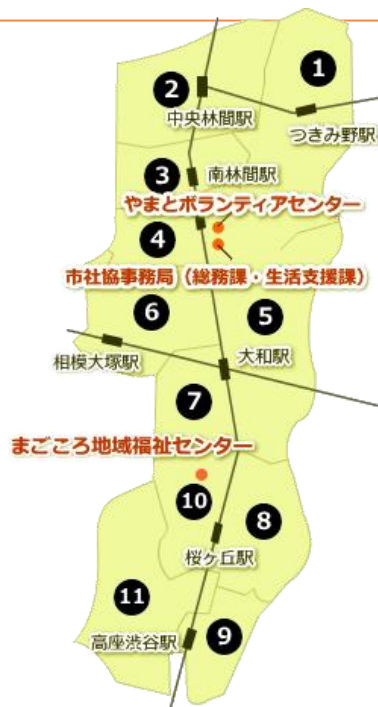 1
2
中央林間駅
つきみ野駅
3
南林間駅
やまとボランティアセンター
4
市社協事務局（総務課・生活支援課）
6
5
相模大塚駅
大和駅
7
まごころ地域福祉センター
10
8
桜ヶ丘駅
11
9
高座渋谷駅